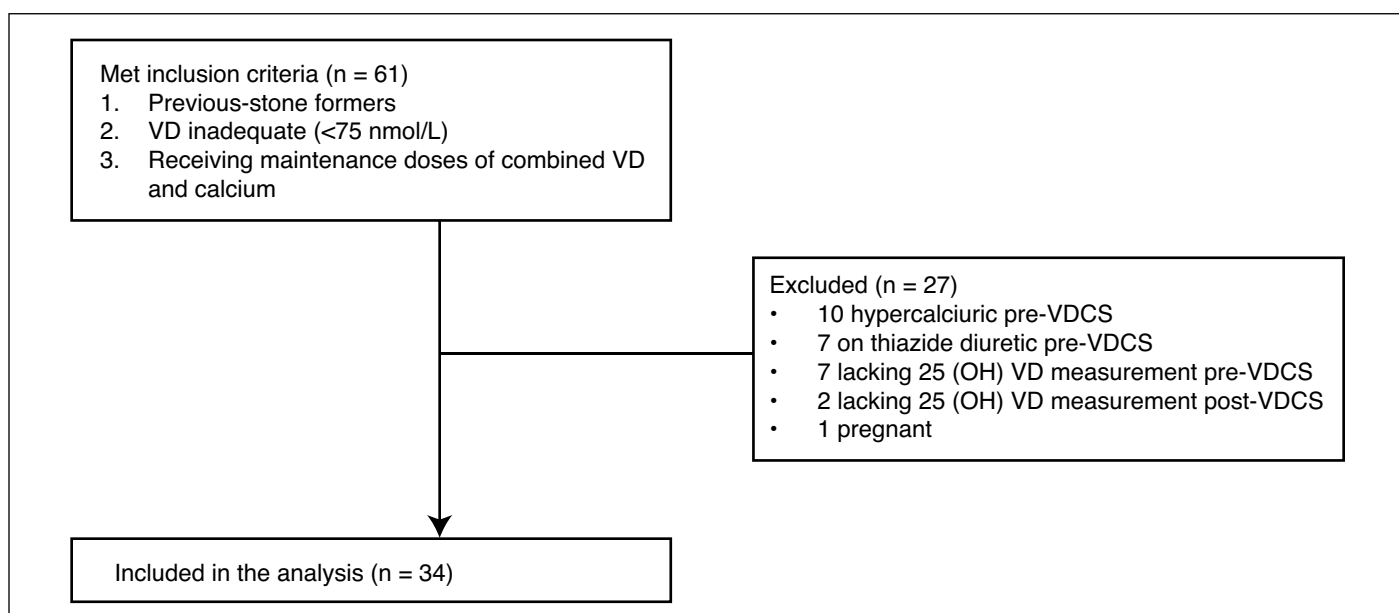 Met inclusion criteria (n = 61)
1. Previous-stone formers
2. VD inadequate (<75 nmol/L)
3. Receiving maintenance doses of combined VD
and calcium
Excluded (n = 27)
• 10 hypercalciuric pre-VDCS
• 7 on thiazide diuretic pre-VDCS
• 7 lacking 25 (OH) VD measurement pre-VDCS
• 2 lacking 25 (OH) VD measurement post-VDCS
• 1 pregnant
Included in the analysis (n = 34)